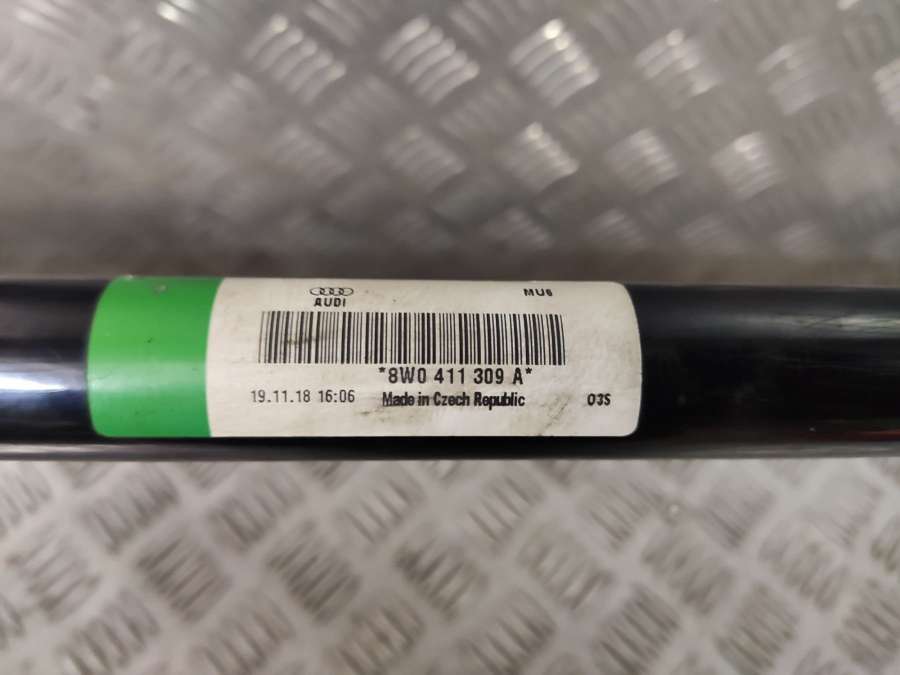 AUDI MU6
*8W0 411 309 A*
19.11.18 16:06 Made in Czech Republic 03S